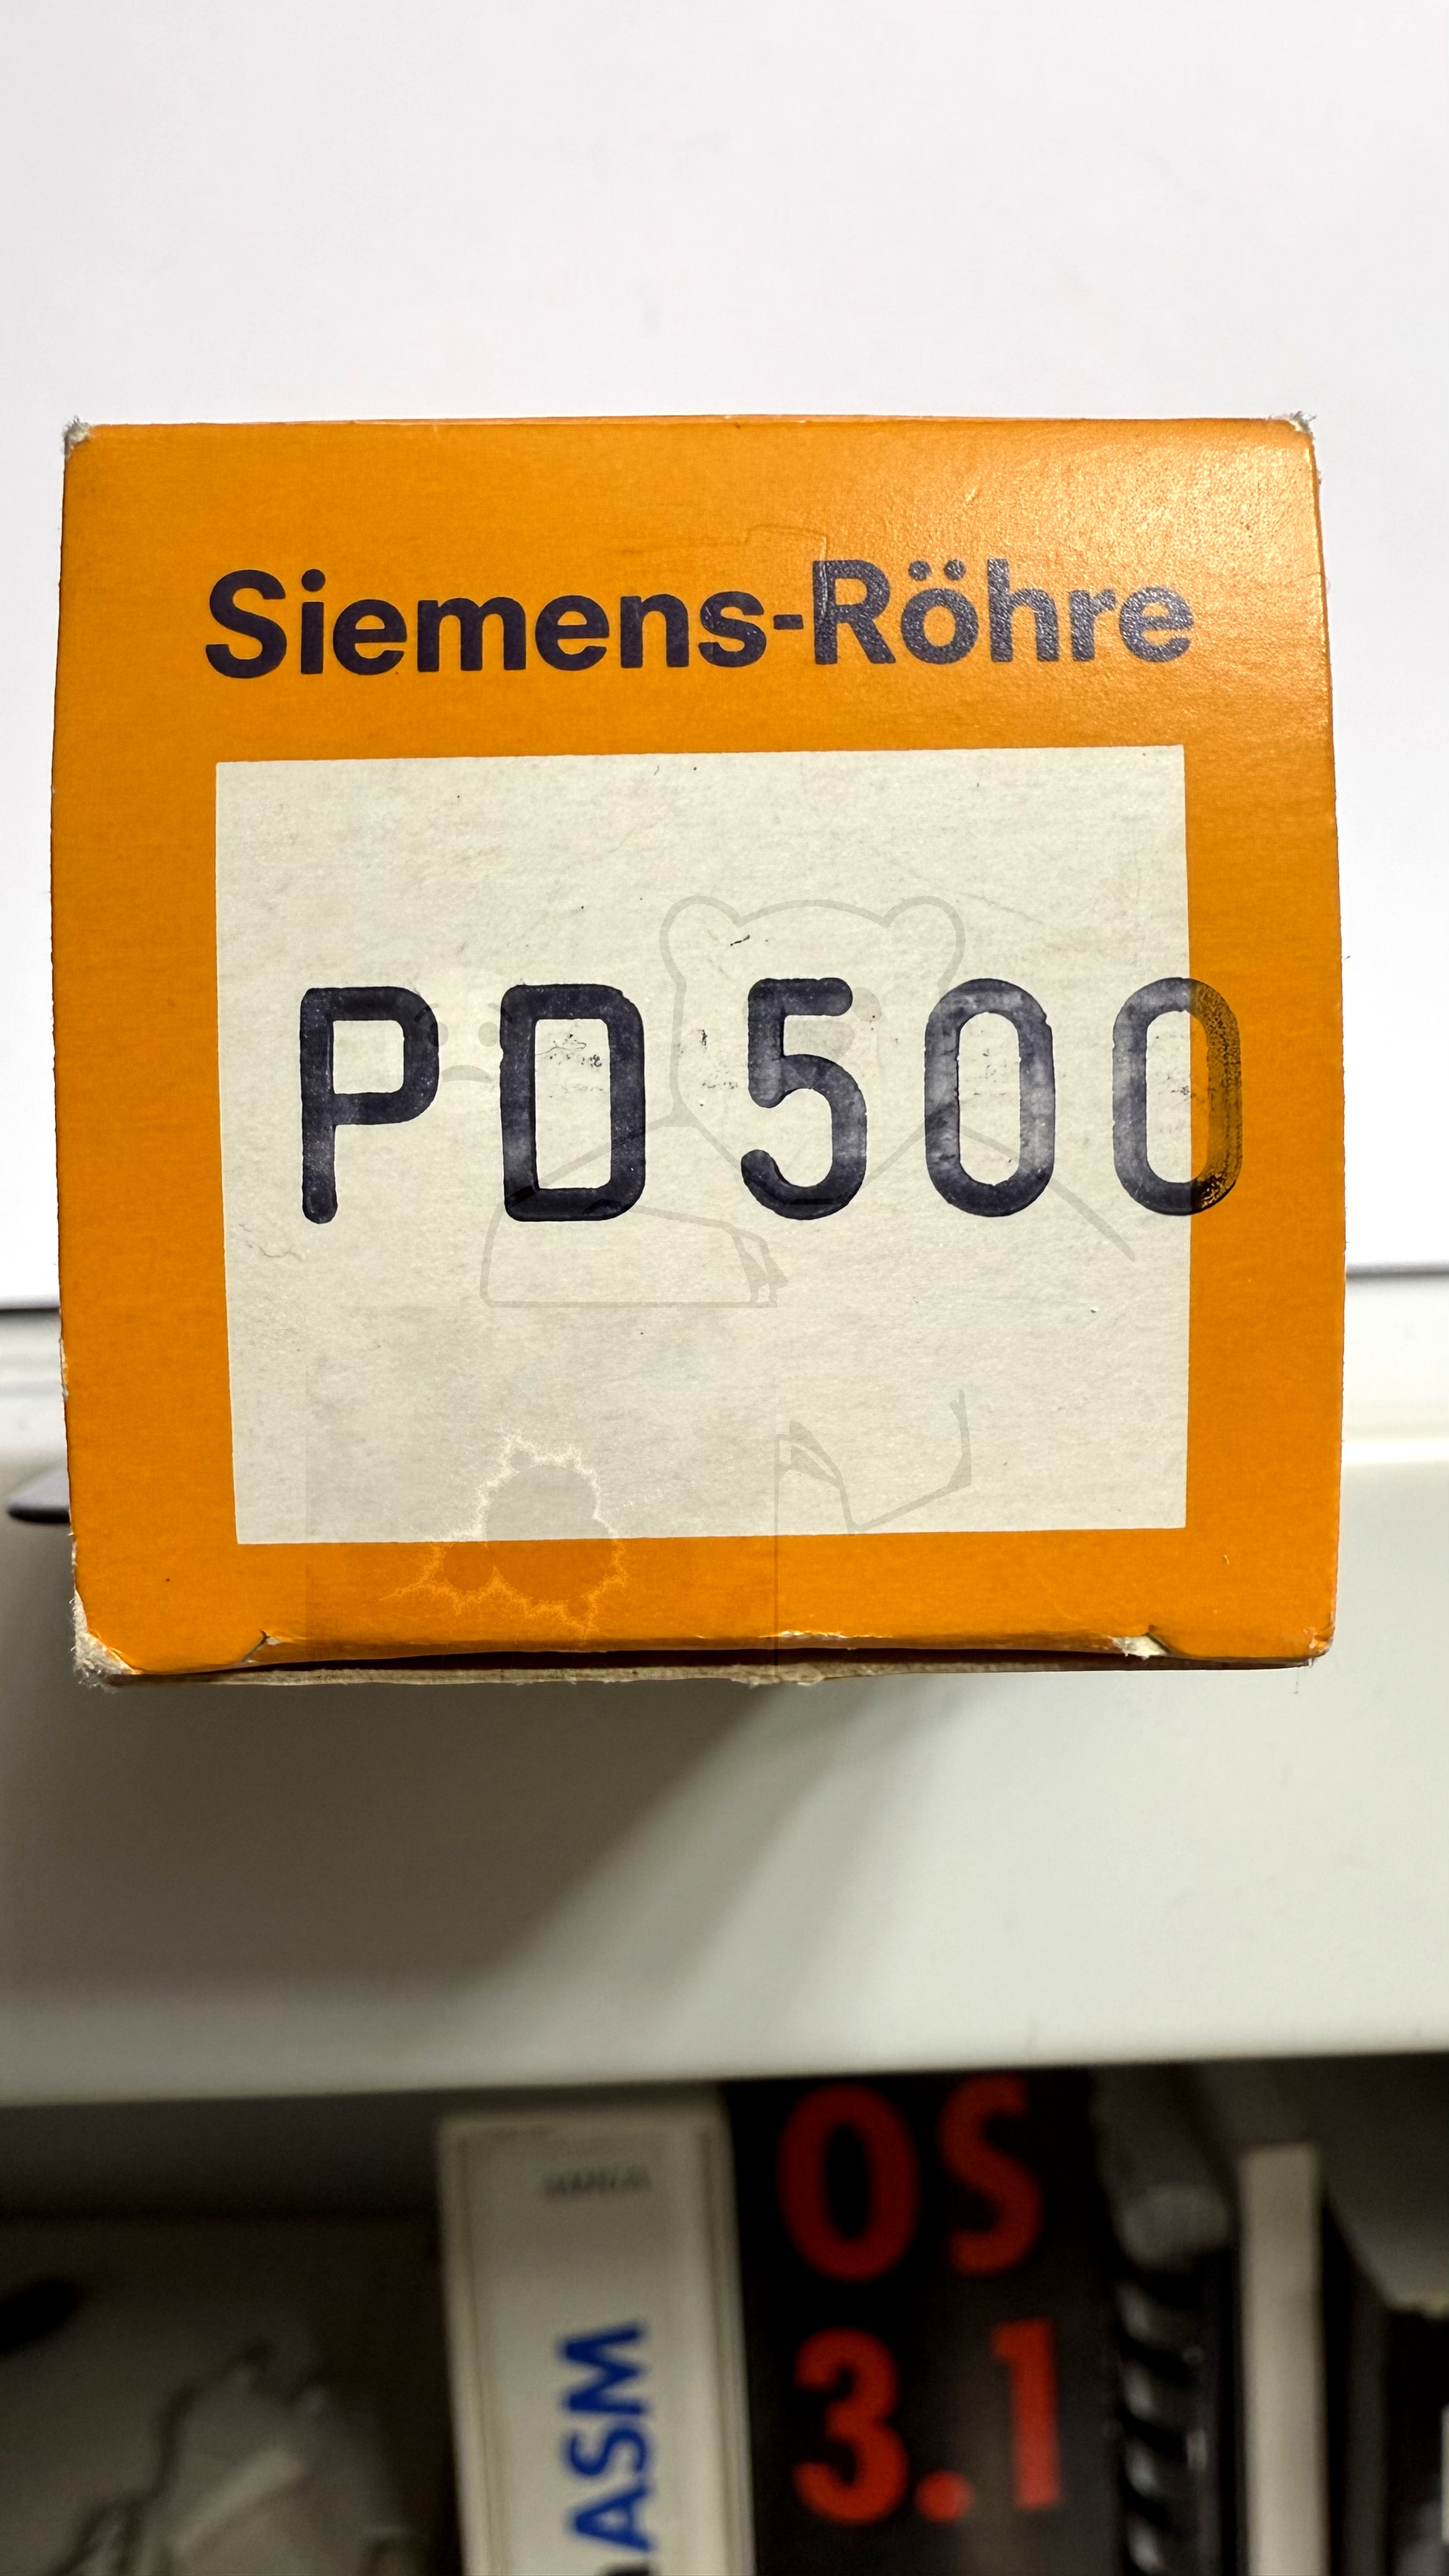 Siemens-Röhre
PD500
OS
3.1
ASM